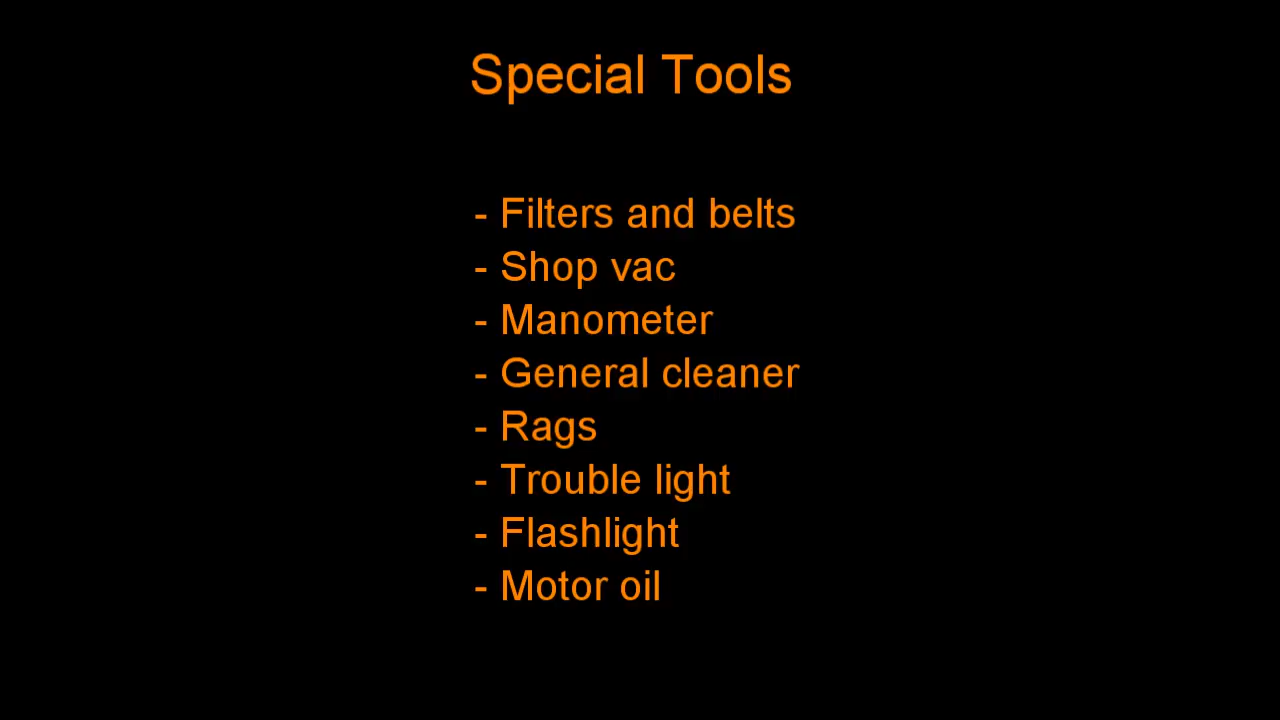 Special Tools
- Filters and belts
- Shop vac
- Manometer
- General cleaner
- Rags
- Trouble light
- Flashlight
- Motor oil